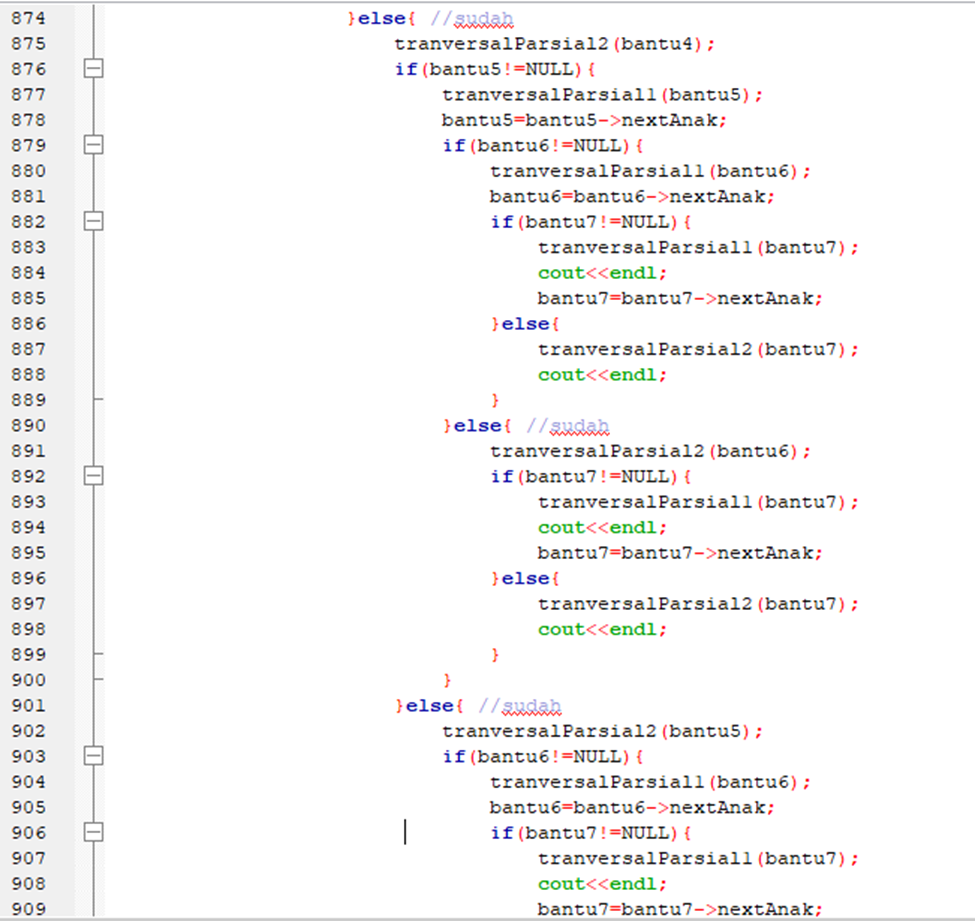 874 }else{ //sudah
875 tranversalParsial2(bantu4);
876 if(bantu5!=NULL){
877 tranversalParsial1(bantu5);
878 bantu5=bantu5->nextAnak;
879 if(bantu6!=NULL){
880 tranversalParsial1(bantu6);
881 bantu6=bantu6->nextAnak;
882 if(bantu7!=NULL){
883 tranversalParsial1(bantu7);
884 cout<<endl;
885 bantu7=bantu7->nextAnak;
886 }else{
887 tranversalParsial2(bantu7);
888 cout<<endl;
889 }
890 }else{ //sudah
891 tranversalParsial2(bantu6);
892 if(bantu7!=NULL){
893 tranversalParsial1(bantu7);
894 cout<<endl;
895 bantu7=bantu7->nextAnak;
896 }else{
897 tranversalParsial2(bantu7);
898 cout<<endl;
899 }
900 }
901 }else{ //sudah
902 tranversalParsial2(bantu5);
903 if(bantu6!=NULL){
904 tranversalParsial1(bantu6);
905 bantu6=bantu6->nextAnak;
906 if(bantu7!=NULL){
907 tranversalParsial1(bantu7);
908 cout<<endl;
909 bantu7=bantu7->nextAnak;